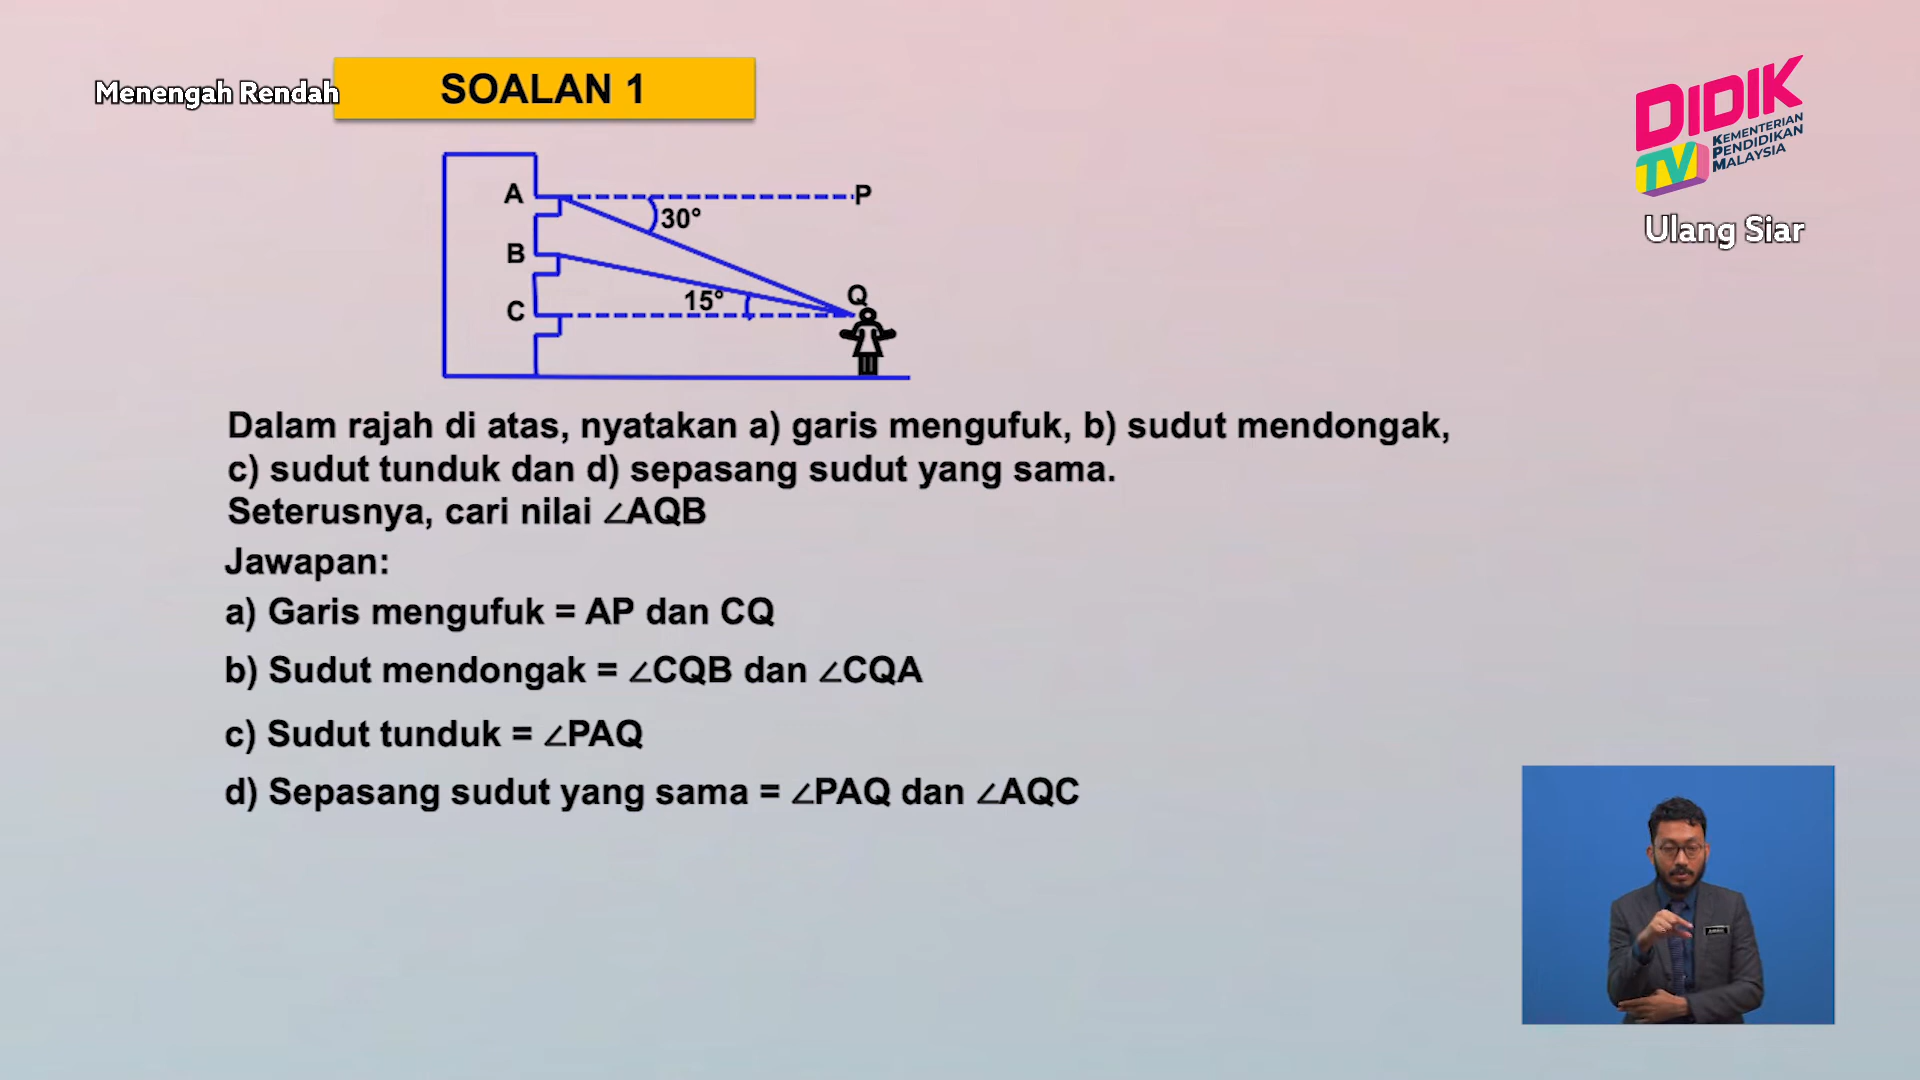 Menengah Rendah
SOALAN 1
DIDIK
TV
KEMENTERIAN
PENDIDIKAN
MALAYSIA
Ulang Siar
A
P
30°
B
15°
Q
C
Dalam rajah di atas, nyatakan a) garis mengufuk, b) sudut mendongak,
c) sudut tunduk dan d) sepasang sudut yang sama.
Seterusnya, cari nilai ∠AQB
Jawapan:
a) Garis mengufuk = AP dan CQ
b) Sudut mendongak = ∠CQB dan ∠CQA
c) Sudut tunduk = ∠PAQ
d) Sepasang sudut yang sama = ∠PAQ dan ∠AQC